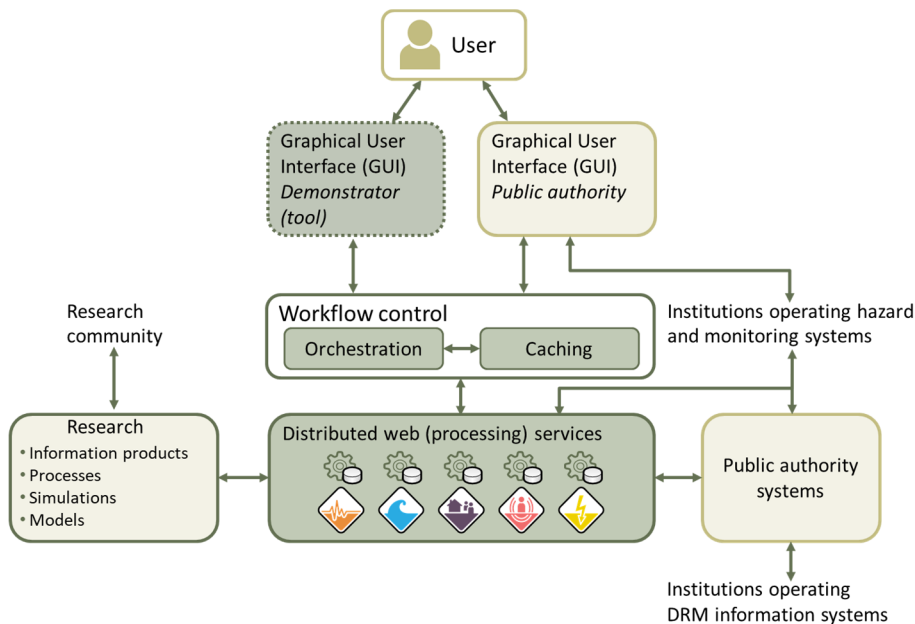 User
Graphical User
Interface (GUI)
Demonstrator
(tool)
Graphical User
Interface (GUI)
Public authority
Workflow control
Orchestration
Caching
Research
community
Institutions operating hazard
and monitoring systems
Research
• Information products
• Processes
• Simulations
• Models
Distributed web (processing) services
Public authority
systems
Institutions operating
DRM information systems